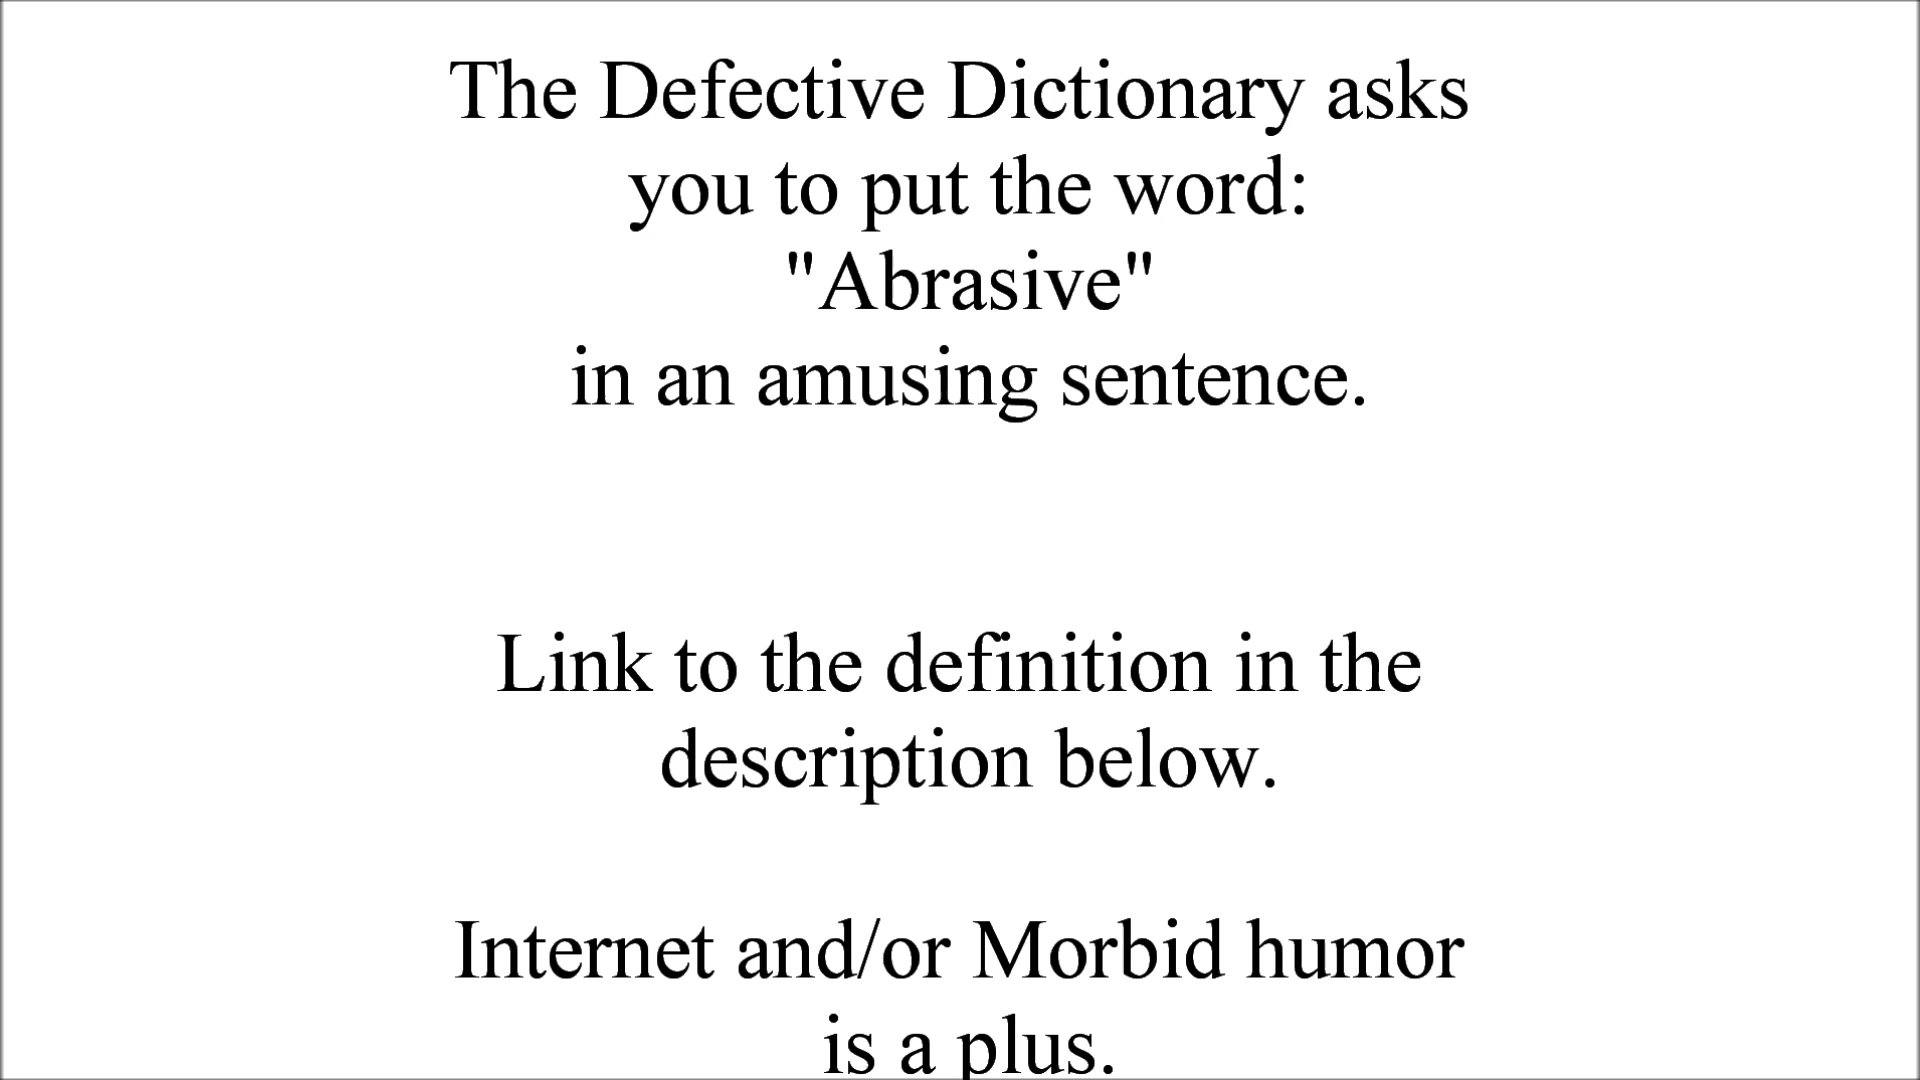 The Defective Dictionary asks
you to put the word:
"Abrasive"
in an amusing sentence.
Link to the definition in the
description below.
Internet and/or Morbid humor
is a plus.